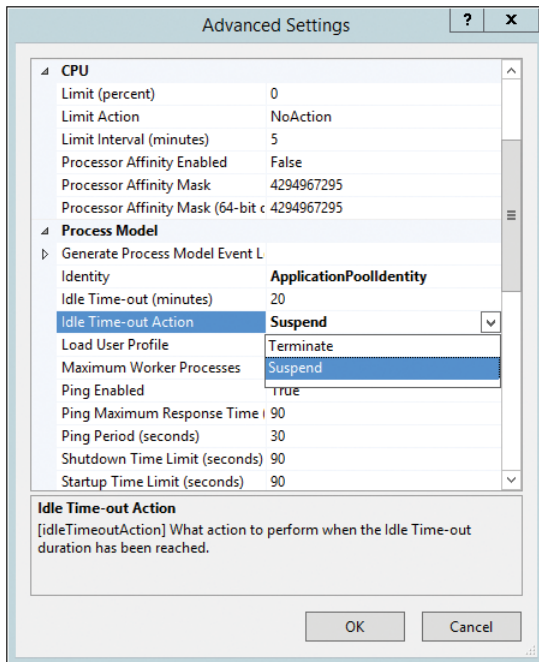 Advanced Settings
? x
CPU
Limit (percent) 0
Limit Action NoAction
Limit Interval (minutes) 5
Processor Affinity Enabled False
Processor Affinity Mask 4294967295
Processor Affinity Mask (64-bit c 4294967295
Process Model
Generate Process Model Event L
Identity ApplicationPoolIdentity
Idle Time-out (minutes) 20
Idle Time-out Action Suspend
Load User Profile Terminate
Maximum Worker Processes Suspend
Ping Enabled True
Ping Maximum Response Time ( 90
Ping Period (seconds) 30
Shutdown Time Limit (seconds) 90
Startup Time Limit (seconds) 90
Idle Time-out Action
[idleTimeoutAction] What action to perform when the Idle Time-out
duration has been reached.
OK Cancel